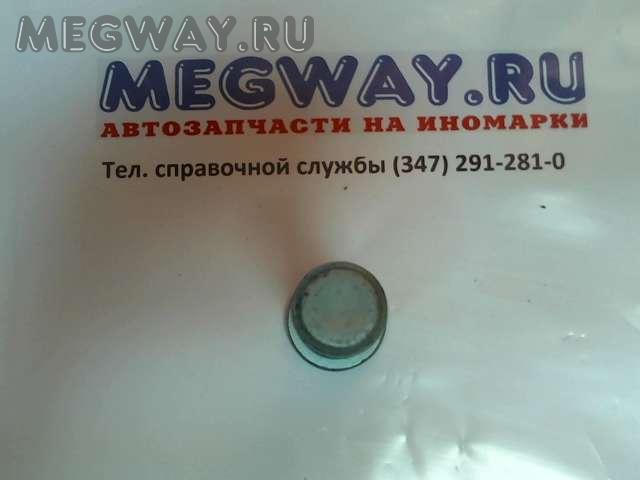 MEGWAY.RU
MEGWAY.RU
АВТОЗАПЧАСТИ НА ИНОМАРКИ
Тел. справочной службы (347) 291-281-0